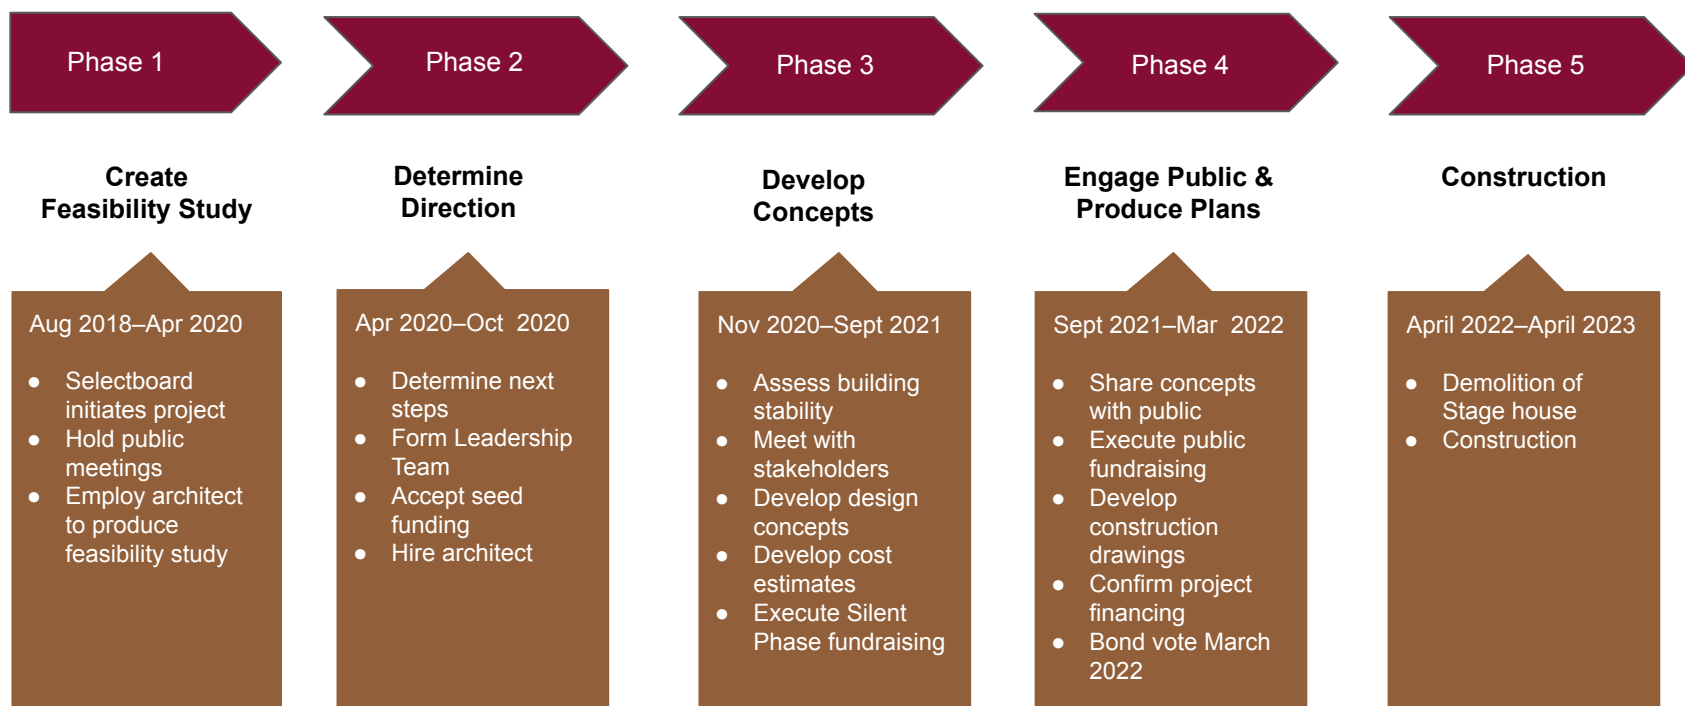 Phase 1
Phase 2
Phase 3
Phase 4
Phase 5
Create
Feasibility Study
Determine
Direction
Develop
Concepts
Engage Public &
Produce Plans
Construction
Aug 2018–Apr 2020
● Selectboard
initiates project
● Hold public
meetings
● Employ architect
to produce
feasibility study
Apr 2020–Oct 2020
● Determine next
steps
● Form Leadership
Team
● Accept seed
funding
● Hire architect
Nov 2020–Sept 2021
● Assess building
stability
● Meet with
stakeholders
● Develop design
concepts
● Develop cost
estimates
● Execute Silent
Phase fundraising
Sept 2021–Mar 2022
● Share concepts
with public
● Execute public
fundraising
● Develop
construction
drawings
● Confirm project
financing
● Bond vote March
2022
April 2022–April 2023
● Demolition of
Stage house
● Construction